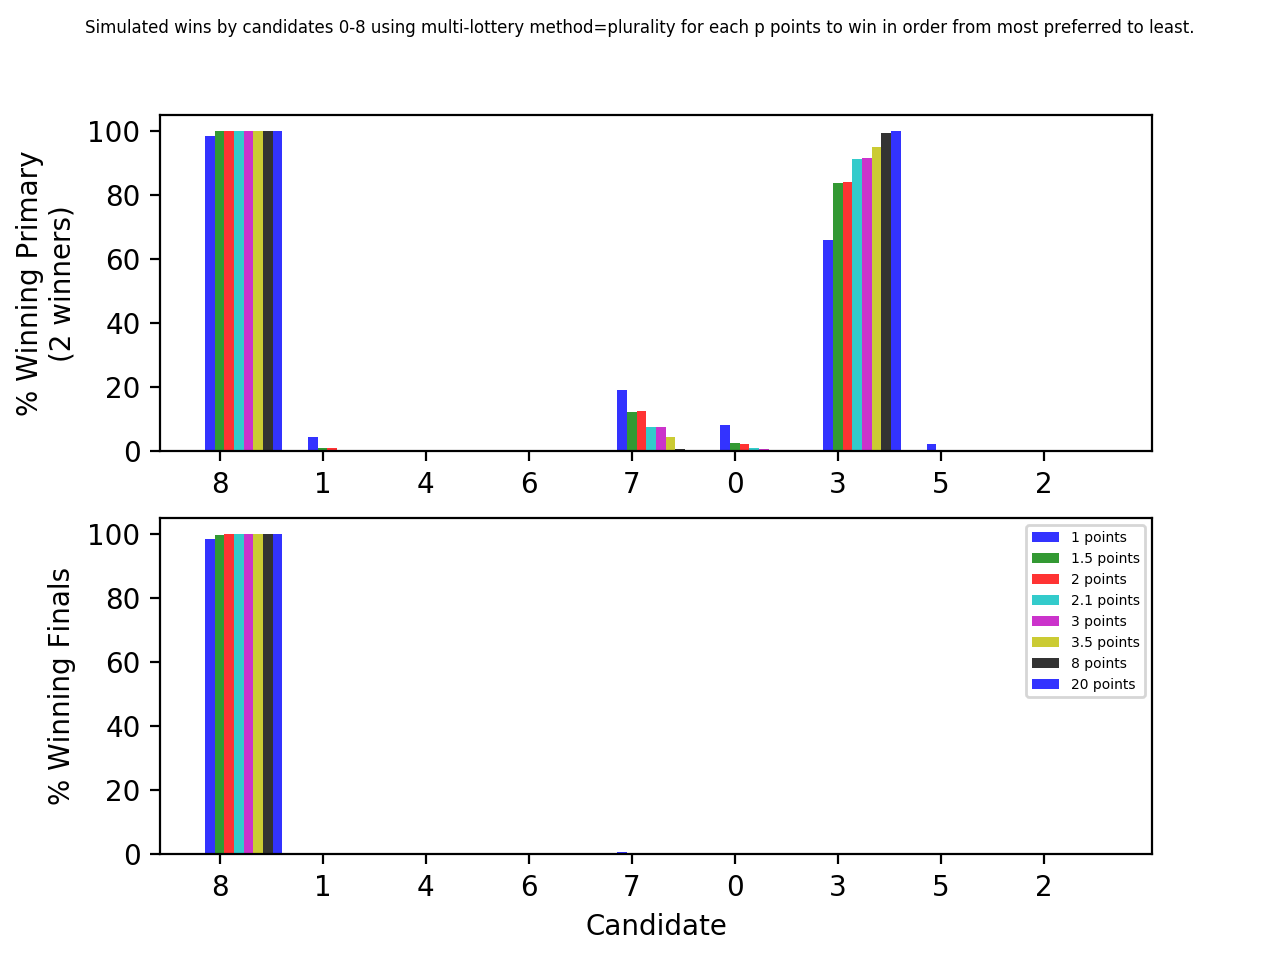 Simulated wins by candidates 0-8 using multi-lottery method=plurality for each p points to win in order from most preferred to least.
% Winning Primary
(2 winners)
100
80
60
40
20
0
8 1 4 6 7 0 3 5 2
% Winning Finals
100
80
60
40
20
0
1 points
1.5 points
2 points
2.1 points
3 points
3.5 points
8 points
20 points
8 1 4 6 7 0 3 5 2
Candidate